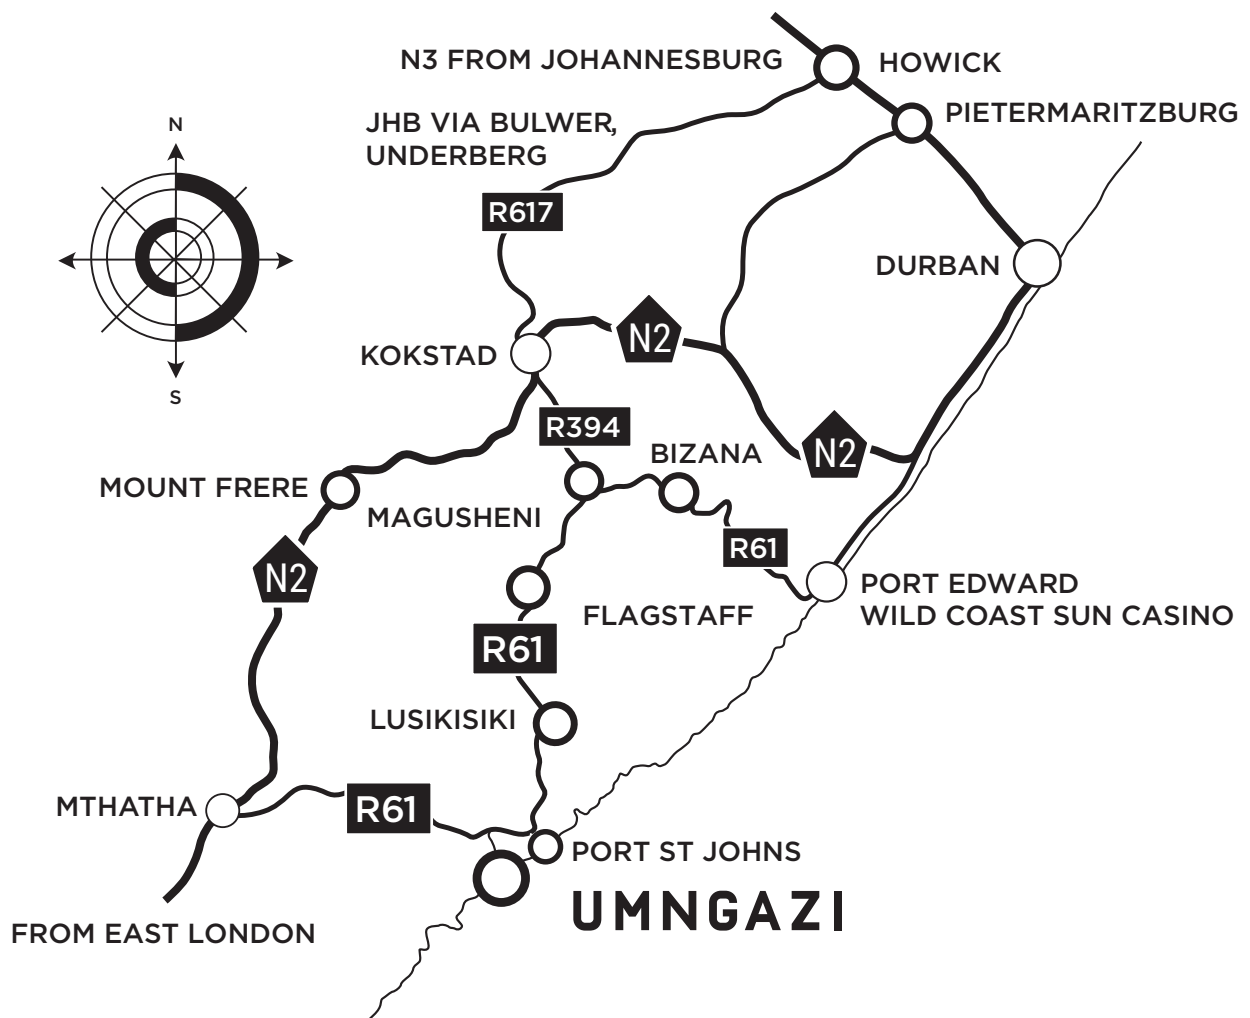 N3 FROM JOHANNESBURG
HOWICK
PIETERMARITZBURG
JHB VIA BULWER,
UNDERBERG
N
R617
DURBAN
N2
KOKSTAD
S
R394
BIZANA
N2
MOUNT FRERE
MAGUSHENI
R61
N2
PORT EDWARD
WILD COAST SUN CASINO
FLAGSTAFF
R61
LUSIKISIKI
MTHATHA
R61
PORT ST JOHNS
UMNGAZI
FROM EAST LONDON